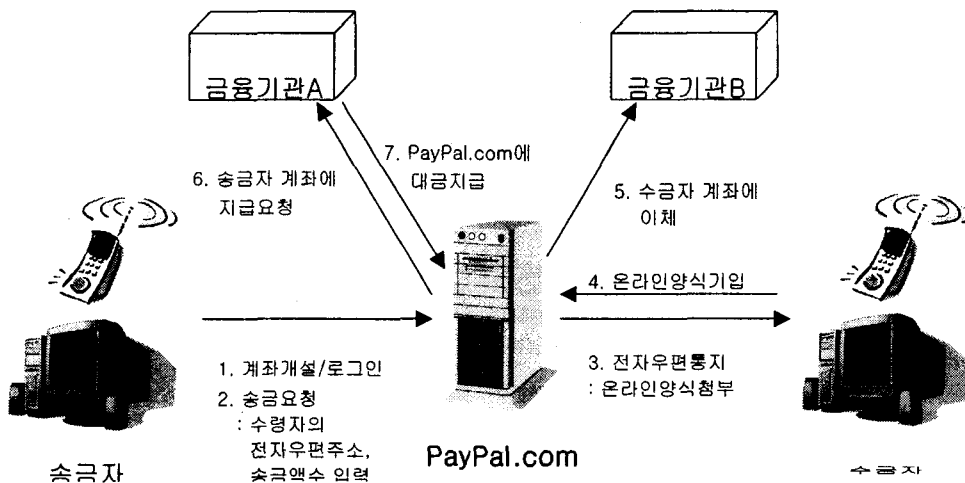 금융기관A
금융기관B
7. PayPal.com에
대금지급
6. 송금자 계좌에
지급요청
5. 수금자 계좌에
이체
4. 온라인양식기입
1. 계좌개설/로그인
2. 송금요청
: 수령자의
전자우편주소,
송금액수 입력
3. 전자우편통지
: 온라인양식첨부
송금자
PayPal.com
수금자